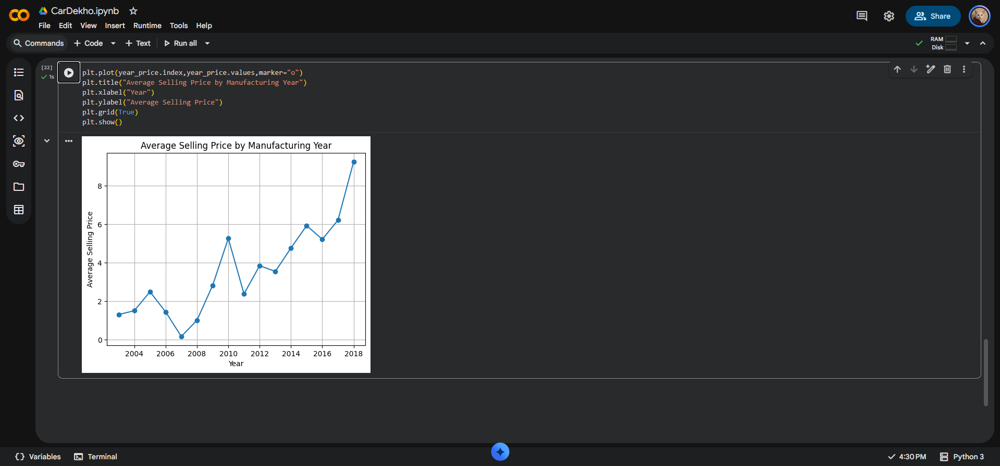 CarDekho.ipynb
File Edit View Insert Runtime Tools Help
Share
Commands + Code + Text Run all
RAM
Disk
[22]
1s
plt.plot(year_price.index,year_price.values,marker="o")
plt.title("Average Selling Price by Manufacturing Year")
plt.xlabel("Year")
plt.ylabel("Average Selling Price")
plt.grid(True)
plt.show()
Average Selling Price by Manufacturing Year
Average Selling Price
8
6
4
2
0
2004 2006 2008 2010 2012 2014 2016 2018
Year
Variables Terminal
4:30 PM Python 3